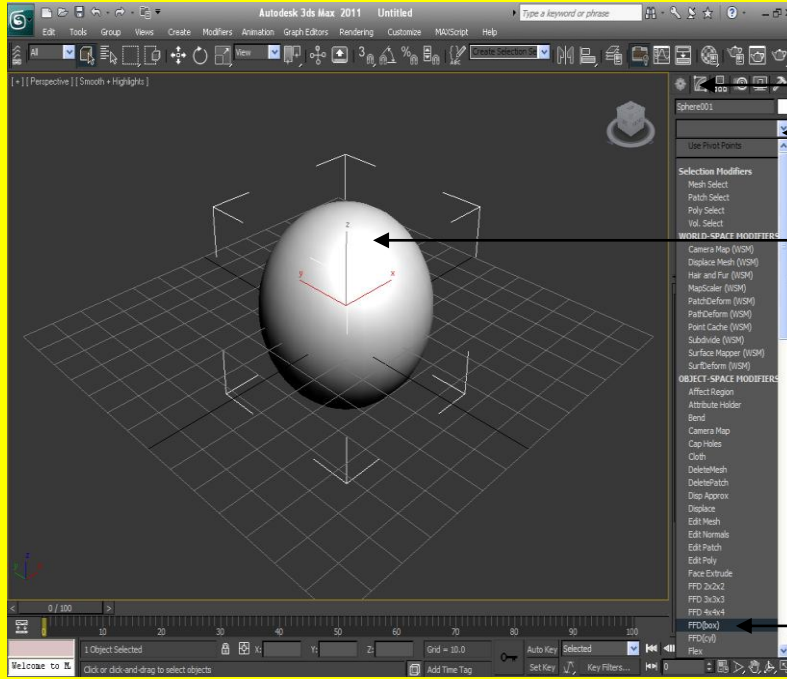 Autodesk 3ds Max 2011 Untitled
Type a keyword or phrase
Edit Tools Group Views Create Modifiers Animation Graph Editors Rendering Customize MAXScript Help
All
View
3
Create Selection Se
[ + ] [ Perspective ] [ Smooth + Highlights ]
Sphere001
Use Pivot Points
Selection Modifiers
Mesh Select
Patch Select
Poly Select
Vol. Select
WORLD-SPACE MODIFIERS
Camera Map (WSM)
Displace Mesh (WSM)
Hair and Fur (WSM)
MapScaler (WSM)
PatchDeform (WSM)
PathDeform (WSM)
Point Cache (WSM)
Subdivide (WSM)
Surface Mapper (WSM)
SurfDeform (WSM)
OBJECT-SPACE MODIFIERS
Affect Region
Attribute Holder
Bend
Camera Map
Cap Holes
Cloth
DeleteMesh
DeletePatch
Disp Approx
Displace
Edit Mesh
Edit Normals
Edit Patch
Edit Poly
Face Extrude
FFD 2x2x2
FFD 3x3x3
FFD 4x4x4
FFD(box)
FFD(cyl)
Flex
z
y x
z
0 / 100
10 20 30 40 50 60 70 80 90 100
1 Object Selected X: Y: Z: Grid = 10.0 Auto Key Selected
Welcome to M. Click or click-and-drag to select objects Add Time Tag Set Key Key Filters... 0